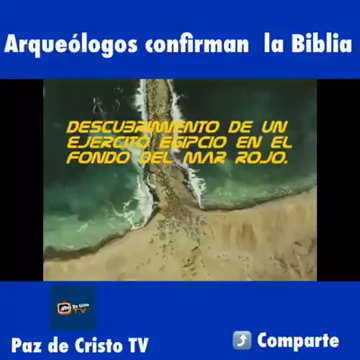 Arqueólogos confirman la Biblia
DESCUBRIMIENTO DE UN
EJERCITO EGIPCIO EN EL
FONDO DEL MAR ROJO.
TV
Paz de Cristo TV
Comparte